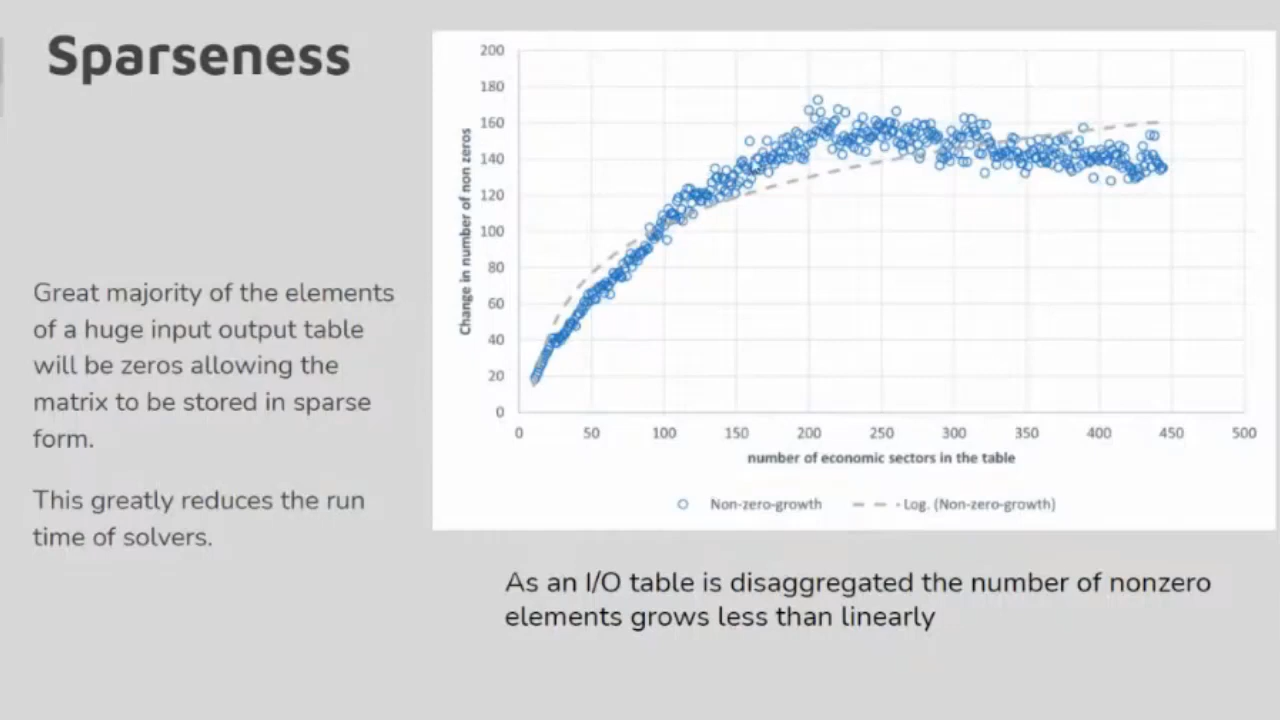 Sparseness
Great majority of the elements
of a huge input output table
will be zeros allowing the
matrix to be stored in sparse
form.
This greatly reduces the run
time of solvers.
Change in number of non zeros
200
180
160
140
120
100
80
60
40
20
0
0 50 100 150 200 250 300 350 400 450 500
number of economic sectors in the table
Non-zero-growth Log. (Non-zero-growth)
As an I/O table is disaggregated the number of nonzero
elements grows less than linearly